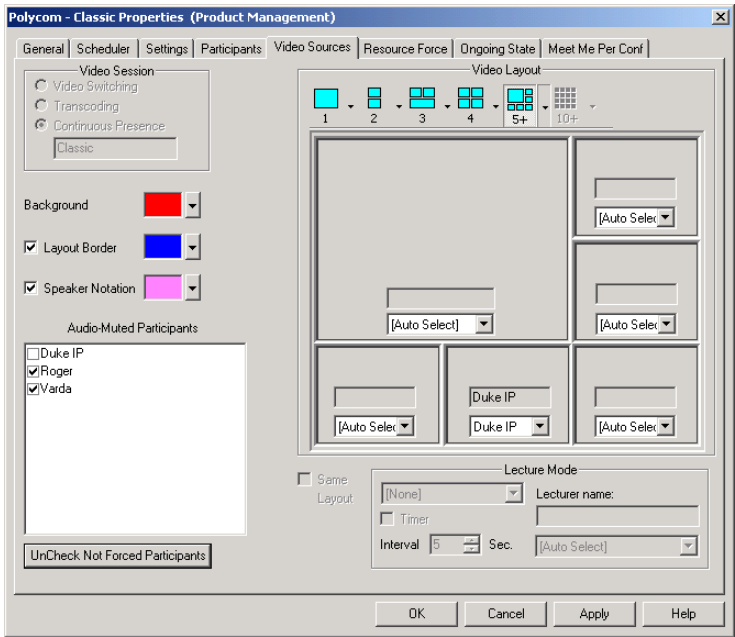 Polycom - Classic Properties (Product Management)
General Scheduler Settings Participants Video Sources Resource Force Ongoing State Meet Me Per Conf
Video Session
Video Switching
Transcoding
Continuous Presence
Classic
Video Layout
1 2 3 4 5+ 10+
Background
Layout Border
Speaker Notation
[Auto Selec
[Auto Select]
[Auto Selec
Audio-Muted Participants
Duke IP
Roger
Varda
Duke IP
[Auto Selec
Duke IP
[Auto Selec
UnCheck Not Forced Participants
Same
Layout
Lecture Mode
[None]
Lecturer name:
Timer
Interval 5 Sec.
[Auto Select]
OK Cancel Apply Help